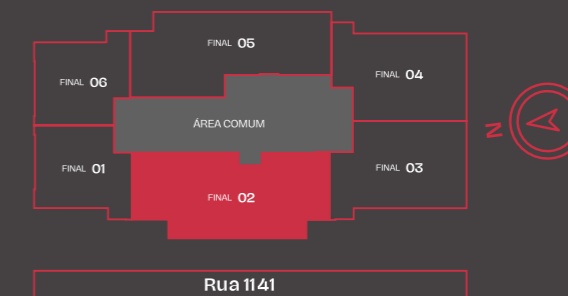 FINAL 05
FINAL 06
FINAL 04
ÁREA COMUM
FINAL 01
FINAL 03
FINAL 02
N
Rua 1141